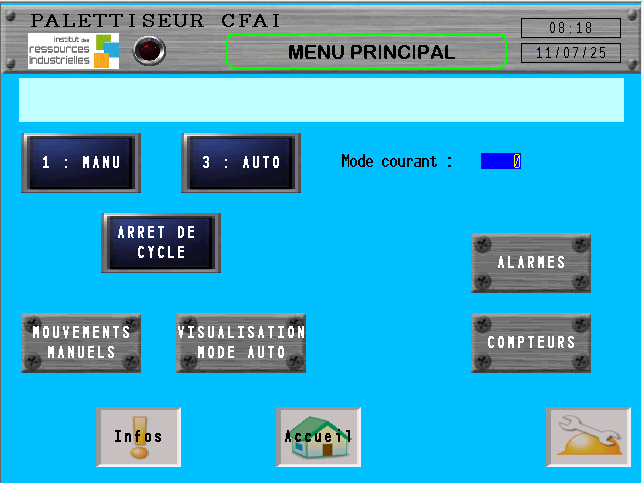 PALETTISEUR CFAI
08:18
institut des
ressources
industrielles
MENU PRINCIPAL
11/07/25
1 : MANU
3 : AUTO
Mode courant :
0
ARRET DE
CYCLE
ALARMES
MOUVEMENTS
MANUELS
VISUALISATION
MODE AUTO
COMPTEURS
Infos
Accueil